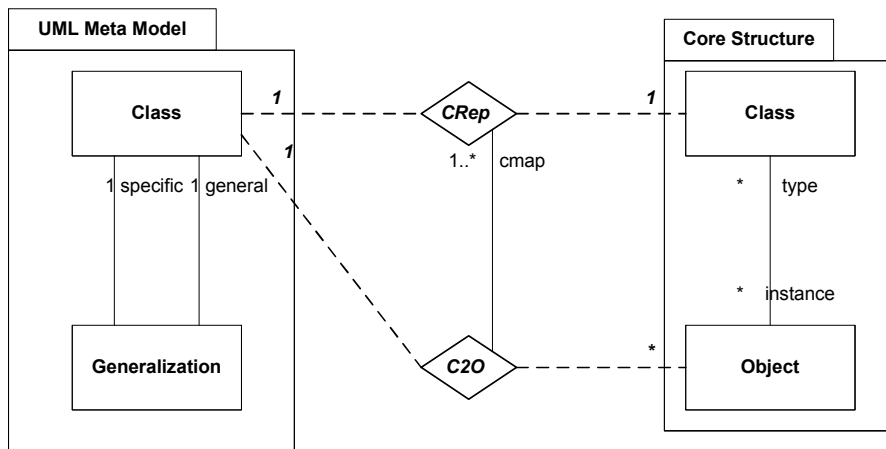 UML Meta Model
Core Structure
Class
1
CRep
1
Class
1
1..*
cmap
1 specific
1 general
*
type
*
instance
Generalization
C2O
*
Object